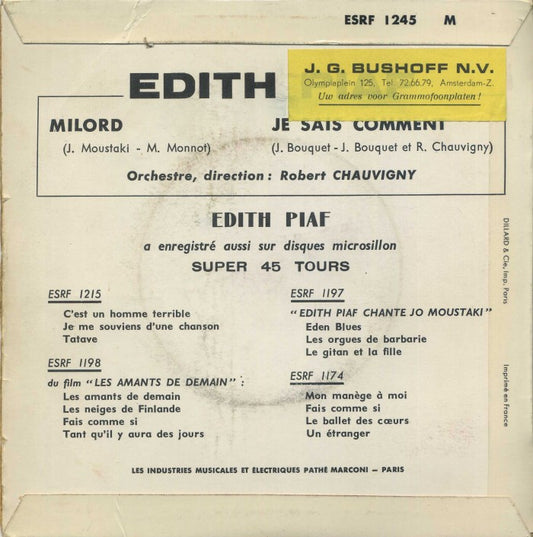 ESRF 1245 M
J. G. BUSHOFF N.V.
Olympiaplein 125, Tel. 72.66.79, Amsterdam-Z.
Uw adres voor Grammofoonplaten !
EDITH
MILORD
(J. Moustaki - M. Monnot)
JE SAIS COMMENT
(J. Bouquet - J. Bouquet et R. Chauvigny)
Orchestre, direction : Robert CHAUVIGNY
EDITH PIAF
a enregistré aussi sur disques microsillon
SUPER 45 TOURS
ESRF 1215
C'est un homme terrible
Je me souviens d'une chanson
Tatave
ESRF 1198
du film "LES AMANTS DE DEMAIN" :
Les amants de demain
Les neiges de Finlande
Fais comme si
Tant qu'il y aura des jours
ESRF 1197
"EDITH PIAF CHANTE JO MOUSTAKI"
Eden Blues
Les orgues de barbarie
Le gitan et la fille
ESRF 1174
Mon manège à moi
Fais comme si
Le ballet des cœurs
Un étranger
LES INDUSTRIES MUSICALES ET ÉLECTRIQUES PATHÉ MARCONI – PARIS
DILLARD & Cie, Imp. Paris
Imprimé en France